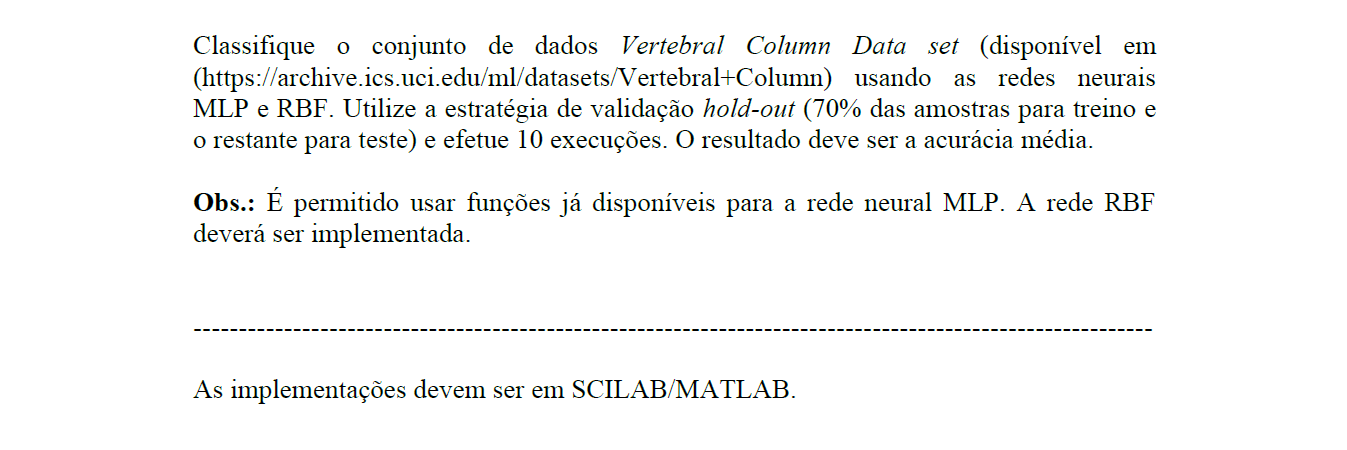 Classifique o conjunto de dados Vertebral Column Data set (disponível em
(https://archive.ics.uci.edu/ml/datasets/Vertebral+Column) usando as redes neurais
MLP e RBF. Utilize a estratégia de validação hold-out (70% das amostras para treino e
o restante para teste) e efetue 10 execuções. O resultado deve ser a acurácia média.
Obs.: É permitido usar funções já disponíveis para a rede neural MLP. A rede RBF
deverá ser implementada.
---------------------------------------------------------------------------------------------------------
As implementações devem ser em SCILAB/MATLAB.